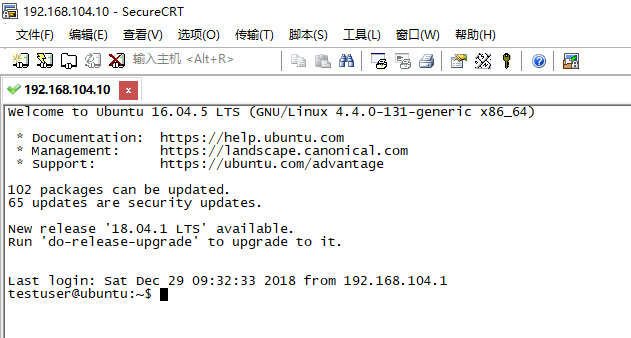 192.168.104.10 - SecureCRT
文件(F) 编辑(E) 查看(V) 选项(O) 传输(T) 脚本(S) 工具(L) 窗口(W) 帮助(H)
输入主机 <Alt+R>
192.168.104.10 x
Welcome to Ubuntu 16.04.5 LTS (GNU/Linux 4.4.0-131-generic x86_64)
* Documentation: https://help.ubuntu.com
* Management: https://landscape.canonical.com
* Support: https://ubuntu.com/advantage
102 packages can be updated.
65 updates are security updates.
New release '18.04.1 LTS' available.
Run 'do-release-upgrade' to upgrade to it.
Last login: Sat Dec 29 09:32:33 2018 from 192.168.104.1
testuser@ubuntu:~$